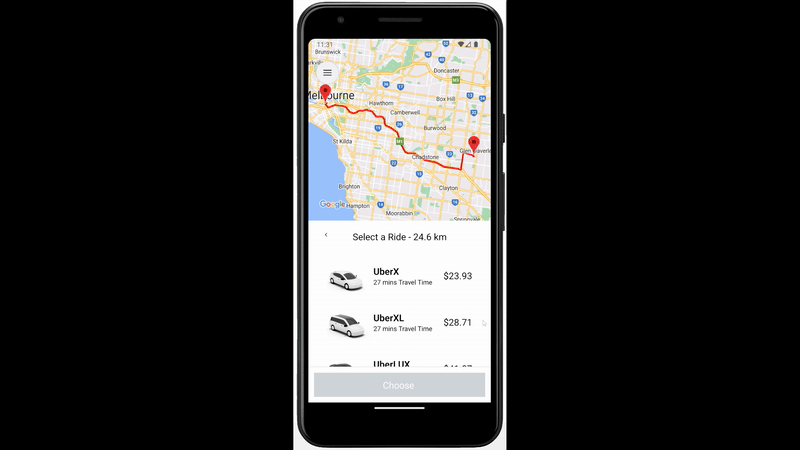 11:31
Brunswick
Doncaster
M3
Box Hill
Melbourne
Hawthorn
Camberwell
Burwood
St Kilda
M1
Chadstone
Glen Waverley
Brighton
Clayton
Google
Hampton
Moorabbin
Springvale
Select a Ride - 24.6 km
UberX
27 mins Travel Time
$23.93
UberXL
27 mins Travel Time
$28.71
UberLUX
Choose